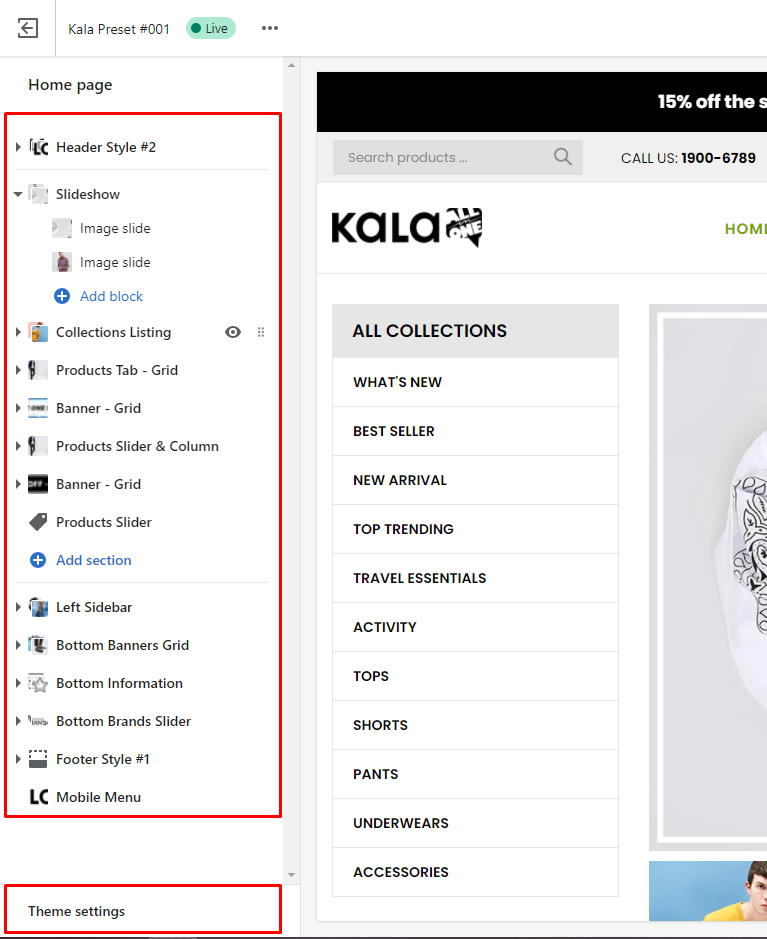 Kala Preset #001
Live
Home page
Header Style #2
Slideshow
Image slide
Image slide
Add block
Collections Listing
Products Tab - Grid
Banner - Grid
Products Slider & Column
Banner - Grid
Products Slider
Add section
Left Sidebar
Bottom Banners Grid
Bottom Information
Bottom Brands Slider
Footer Style #1
LC Mobile Menu
Theme settings
15% off the s
Search products ...
CALL US: 1900-6789
KALA ALL IN ONE
HOME
ALL COLLECTIONS
WHAT'S NEW
BEST SELLER
NEW ARRIVAL
TOP TRENDING
TRAVEL ESSENTIALS
ACTIVITY
TOPS
SHORTS
PANTS
UNDERWEARS
ACCESSORIES